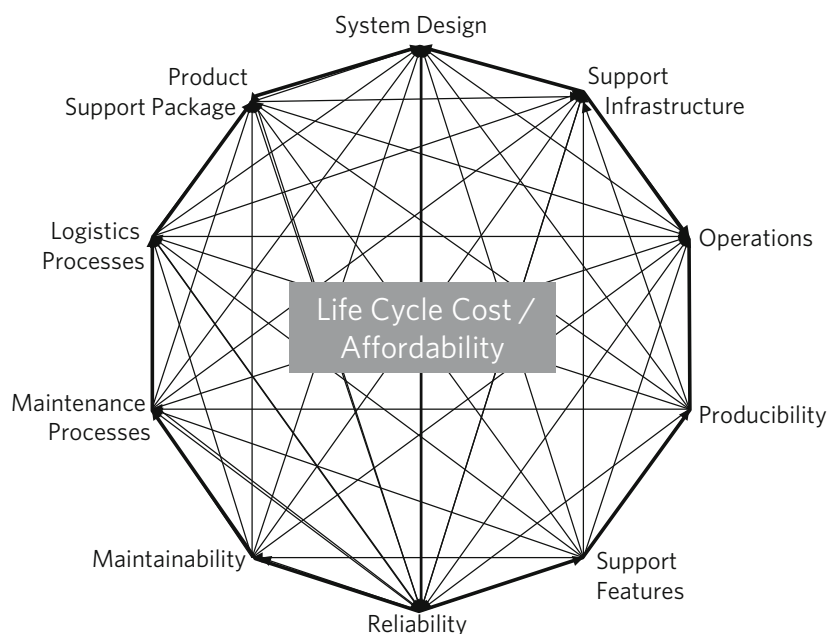 System Design
Product
Support Package
Support
Infrastructure
Logistics
Processes
Operations
Life Cycle Cost /
Affordability
Maintenance
Processes
Producibility
Maintainability
Support
Features
Reliability